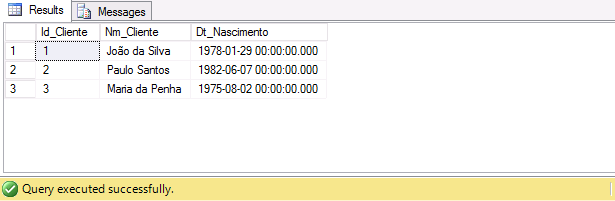 Results Messages
Id_Cliente Nm_Cliente Dt_Nascimento
1 1 João da Silva 1978-01-29 00:00:00.000
2 2 Paulo Santos 1982-06-07 00:00:00.000
3 3 Maria da Penha 1975-08-02 00:00:00.000
Query executed successfully.